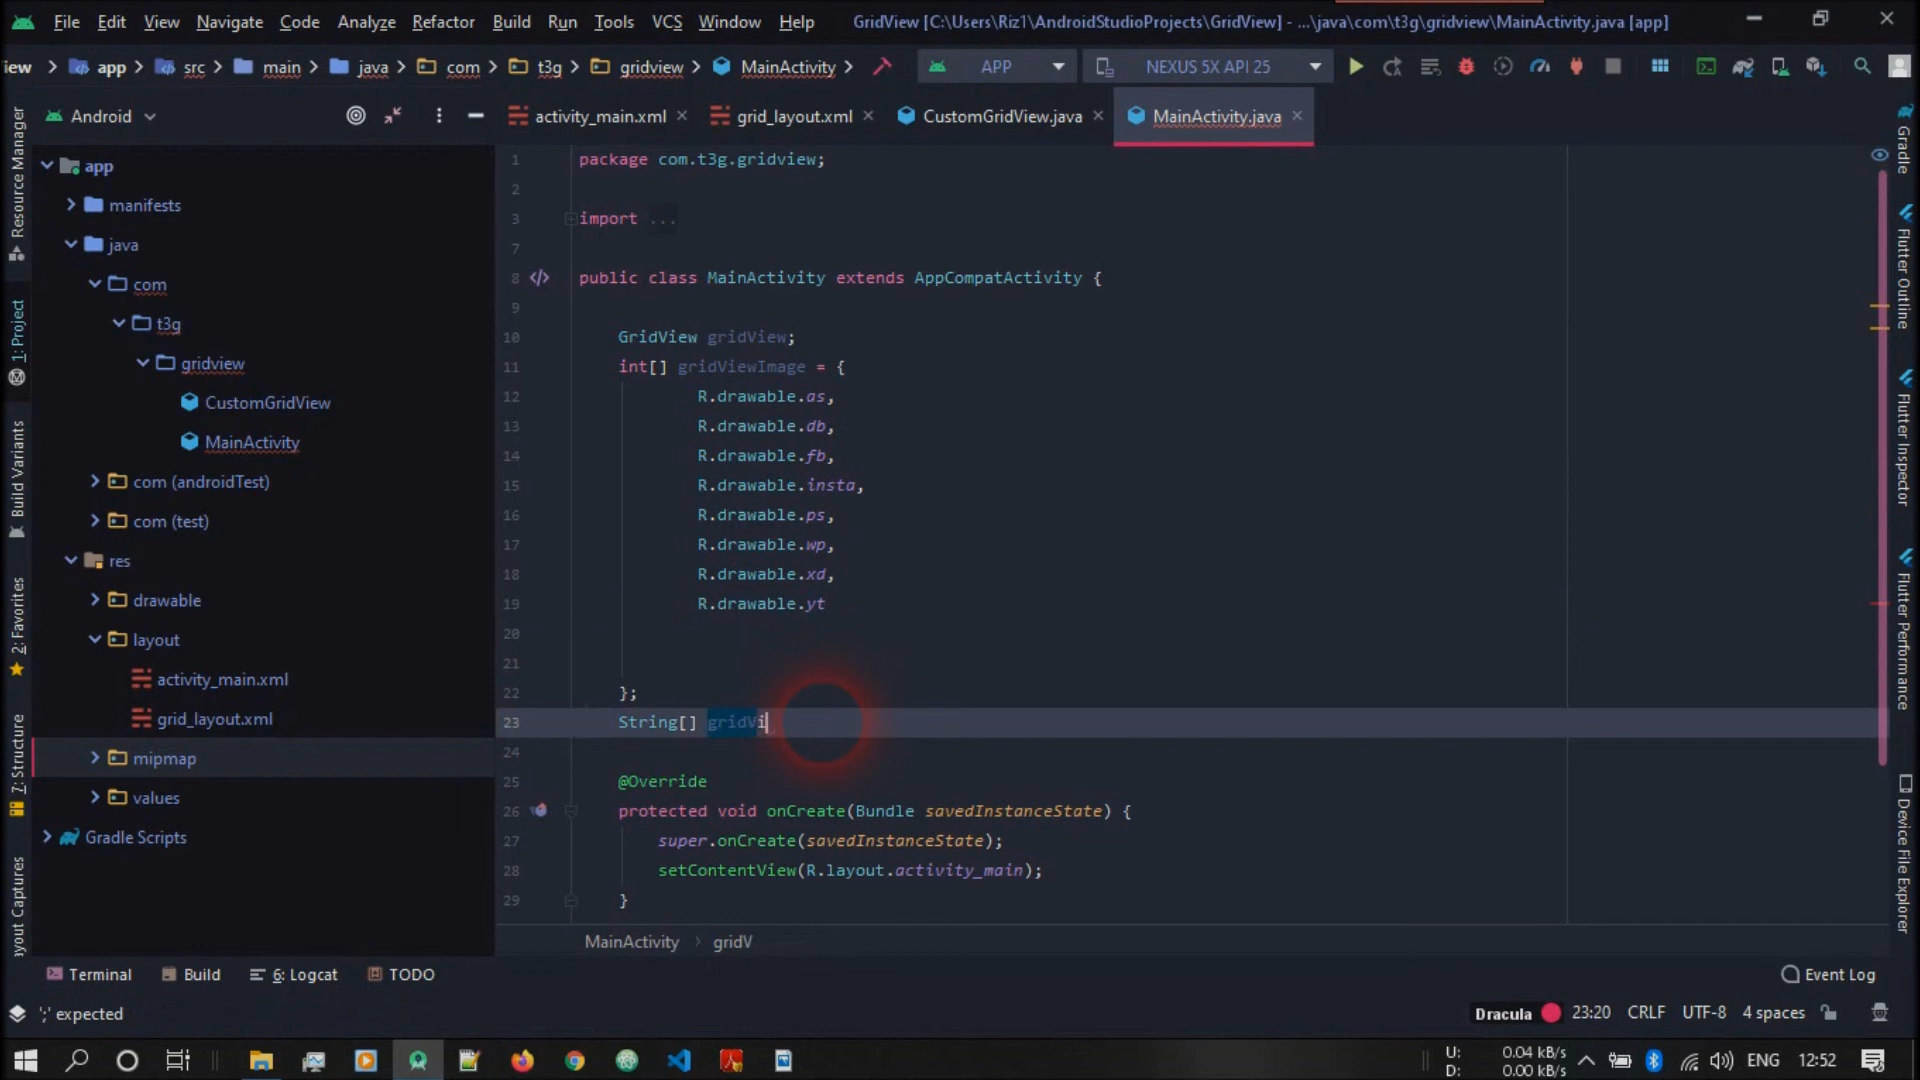 File Edit View Navigate Code Analyze Refactor Build Run Tools VCS Window Help GridView [C:\Users\Riz1\AndroidStudioProjects\GridView] - ...\java\com\t3g\gridview\MainActivity.java [app]
iew app src main java com t3g gridview MainActivity APP NEXUS 5X API 25
Android activity_main.xml grid_layout.xml CustomGridView.java MainActivity.java
Resource Manager
1: Project
Build Variants
2: Favorites
7: Structure
ayout Captures
app
manifests
java
com
t3g
gridview
CustomGridView
MainActivity
com (androidTest)
com (test)
res
drawable
layout
activity_main.xml
grid_layout.xml
mipmap
values
Gradle Scripts
1 package com.t3g.gridview;
2
3 import ...
7
8 public class MainActivity extends AppCompatActivity {
9
10 GridView gridView;
11 int[] gridViewImage = {
12 R.drawable.as,
13 R.drawable.db,
14 R.drawable.fb,
15 R.drawable.insta,
16 R.drawable.ps,
17 R.drawable.wp,
18 R.drawable.xd,
19 R.drawable.yt
20
21
22 };
23 String[] gridVi
24
25 @Override
26 protected void onCreate(Bundle savedInstanceState) {
27 super.onCreate(savedInstanceState);
28 setContentView(R.layout.activity_main);
29 }
MainActivity gridV
Gradle
Flutter Outline
Flutter Inspector
Flutter Performance
Device File Explorer
Terminal Build 6: Logcat TODO Event Log
';' expected Dracula 23:20 CRLF UTF-8 4 spaces
U: 0.04 kB/s
D: 0.00 kB/s
ENG 12:52